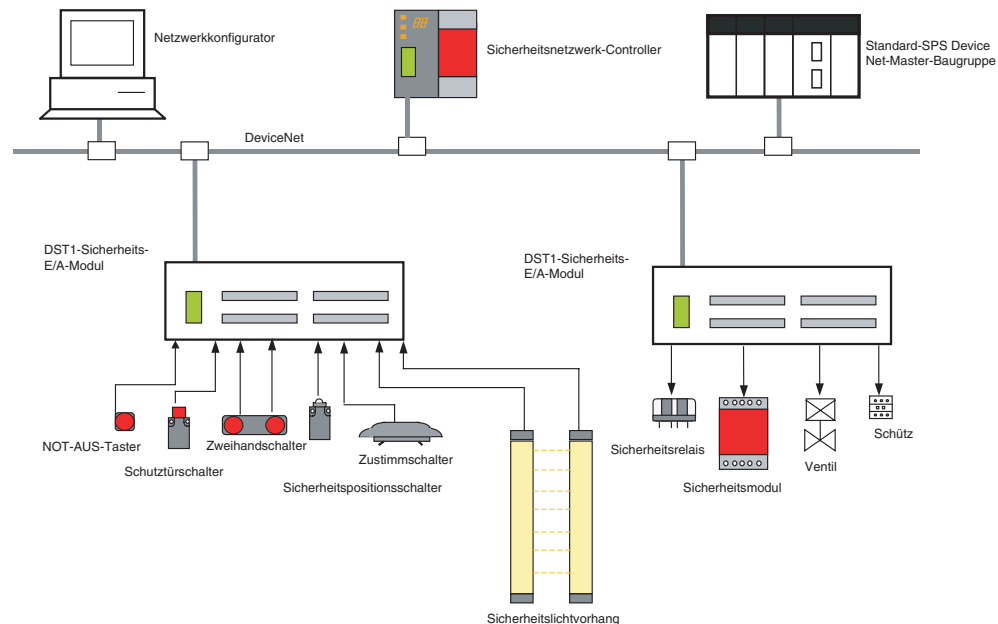 Netzwerkkonfigurator
Sicherheitsnetzwerk-Controller
Standard-SPS Device
Net-Master-Baugruppe
DeviceNet
DST1-Sicherheits-
E/A-Modul
DST1-Sicherheits-
E/A-Modul
NOT-AUS-Taster
Schutztürschalter
Zweihandschalter
Sicherheitspositionsschalter
Zustimmschalter
Sicherheitslichtvorhang
Sicherheitsrelais
Sicherheitsmodul
Ventil
Schütz